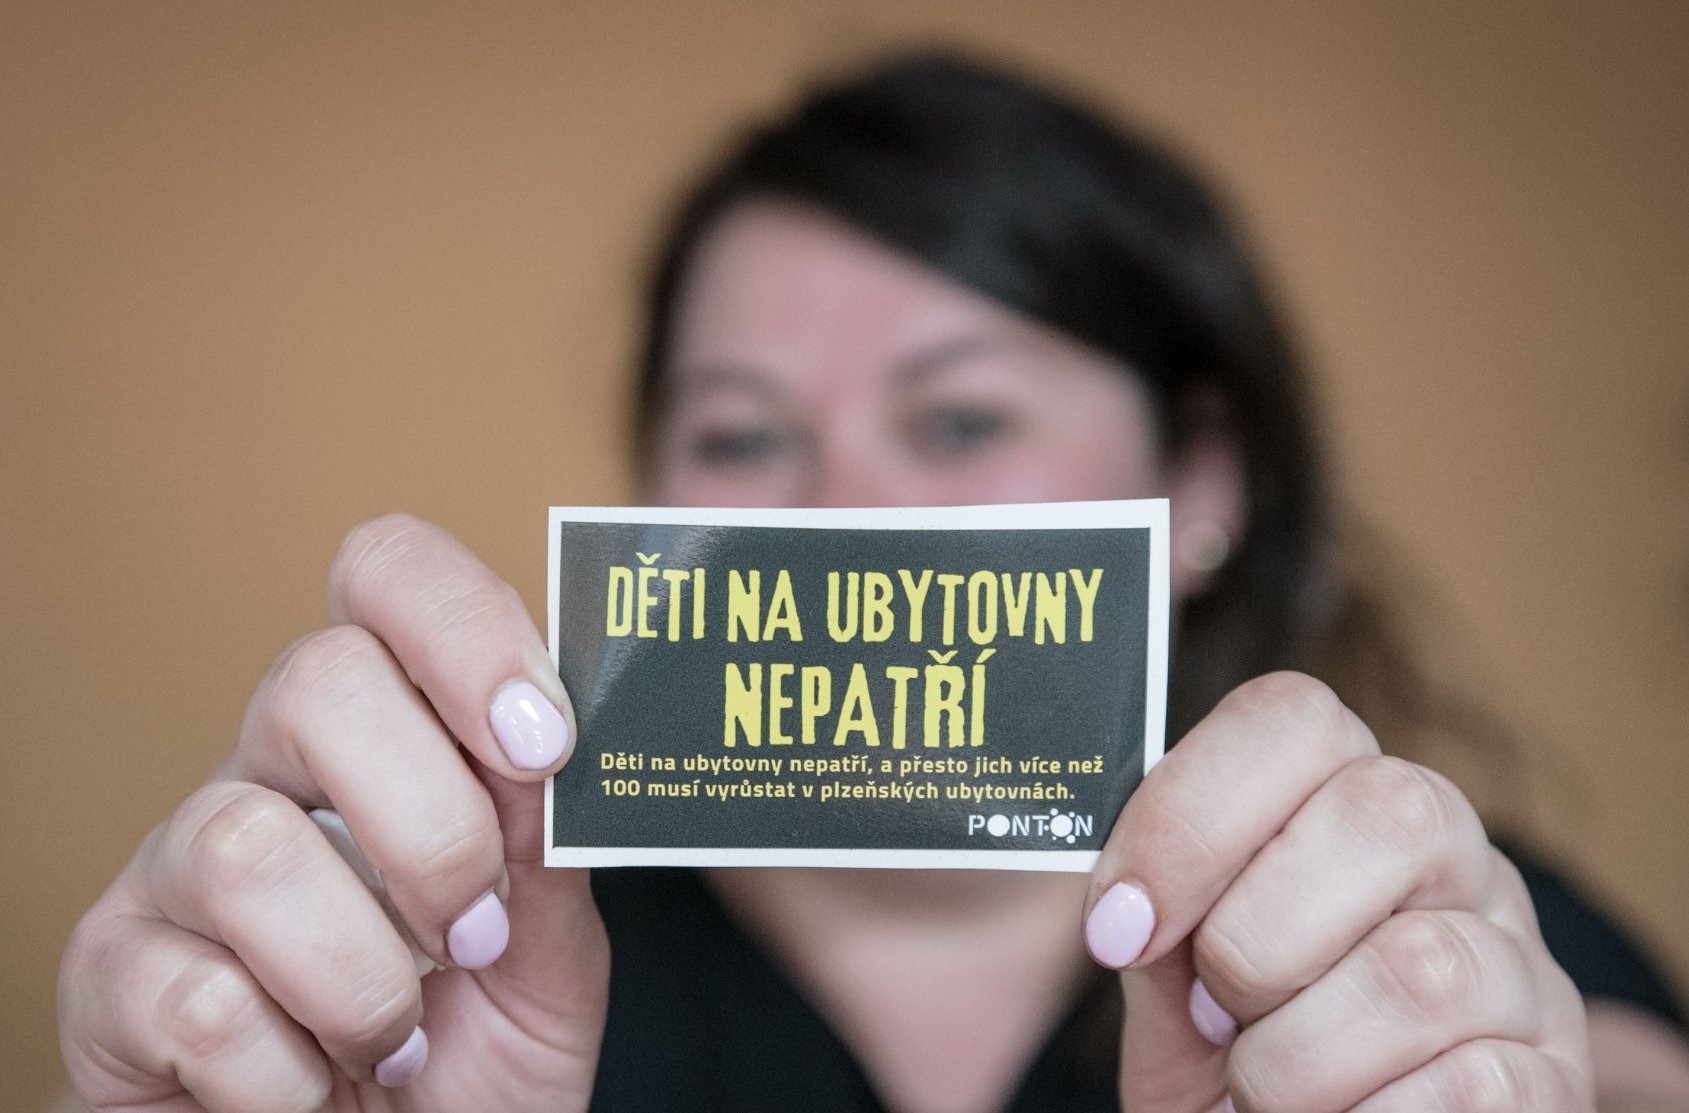 DĚTI NA UBYTOVNY
NEPATŘÍ
Děti na ubytovny nepatří, a přesto jich více než
100 musí vyrůstat v plzeňských ubytovnách.
PONTON